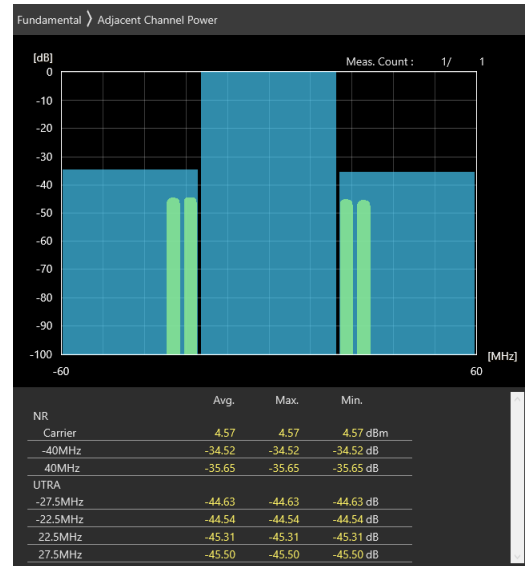 Fundamental 〉 Adjacent Channel Power
[dB]
Meas. Count : 1/ 1
0
-10
-20
-30
-40
-50
-60
-70
-80
-90
-100
[MHz]
-60 60
Avg. Max. Min.
NR
Carrier 4.57 4.57 4.57 dBm
-40MHz -34.52 -34.52 -34.52 dB
40MHz -35.65 -35.65 -35.65 dB
UTRA
-27.5MHz -44.63 -44.63 -44.63 dB
-22.5MHz -44.54 -44.54 -44.54 dB
22.5MHz -45.31 -45.31 -45.31 dB
27.5MHz -45.50 -45.50 -45.50 dB